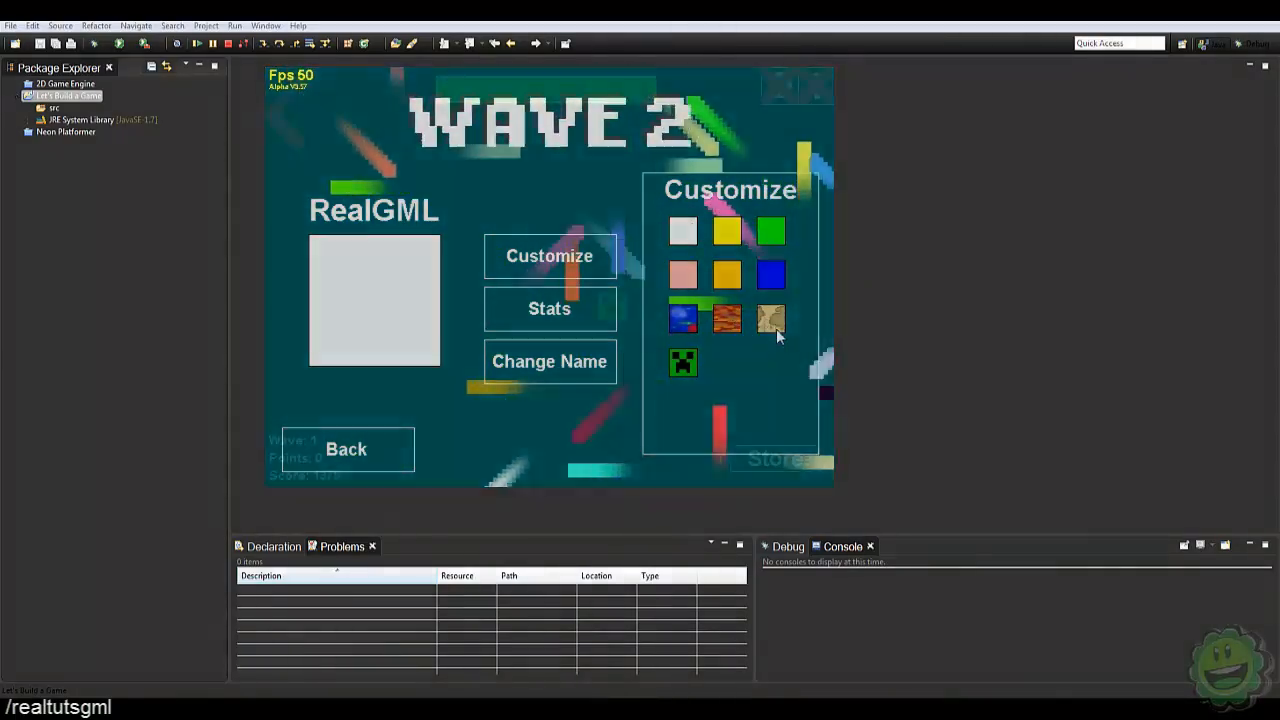 File Edit Source Refactor Navigate Search Project Run Window Help
Quick Access
Java
Debug
Package Explorer
2D Game Engine
Let's Build a Game
src
JRE System Library [JavaSE-1.7]
Neon Platformer
Fps 50
Alpha V3.57
WAVE 2
RealGML
Customize
Stats
Change Name
Back
Customize
Wave: 1
Points: 0
Store
Declaration Problems
0 items
Description Resource Path Location Type
Debug Console
No consoles to display at this time.
Let's Build a Game
/realtutsgml